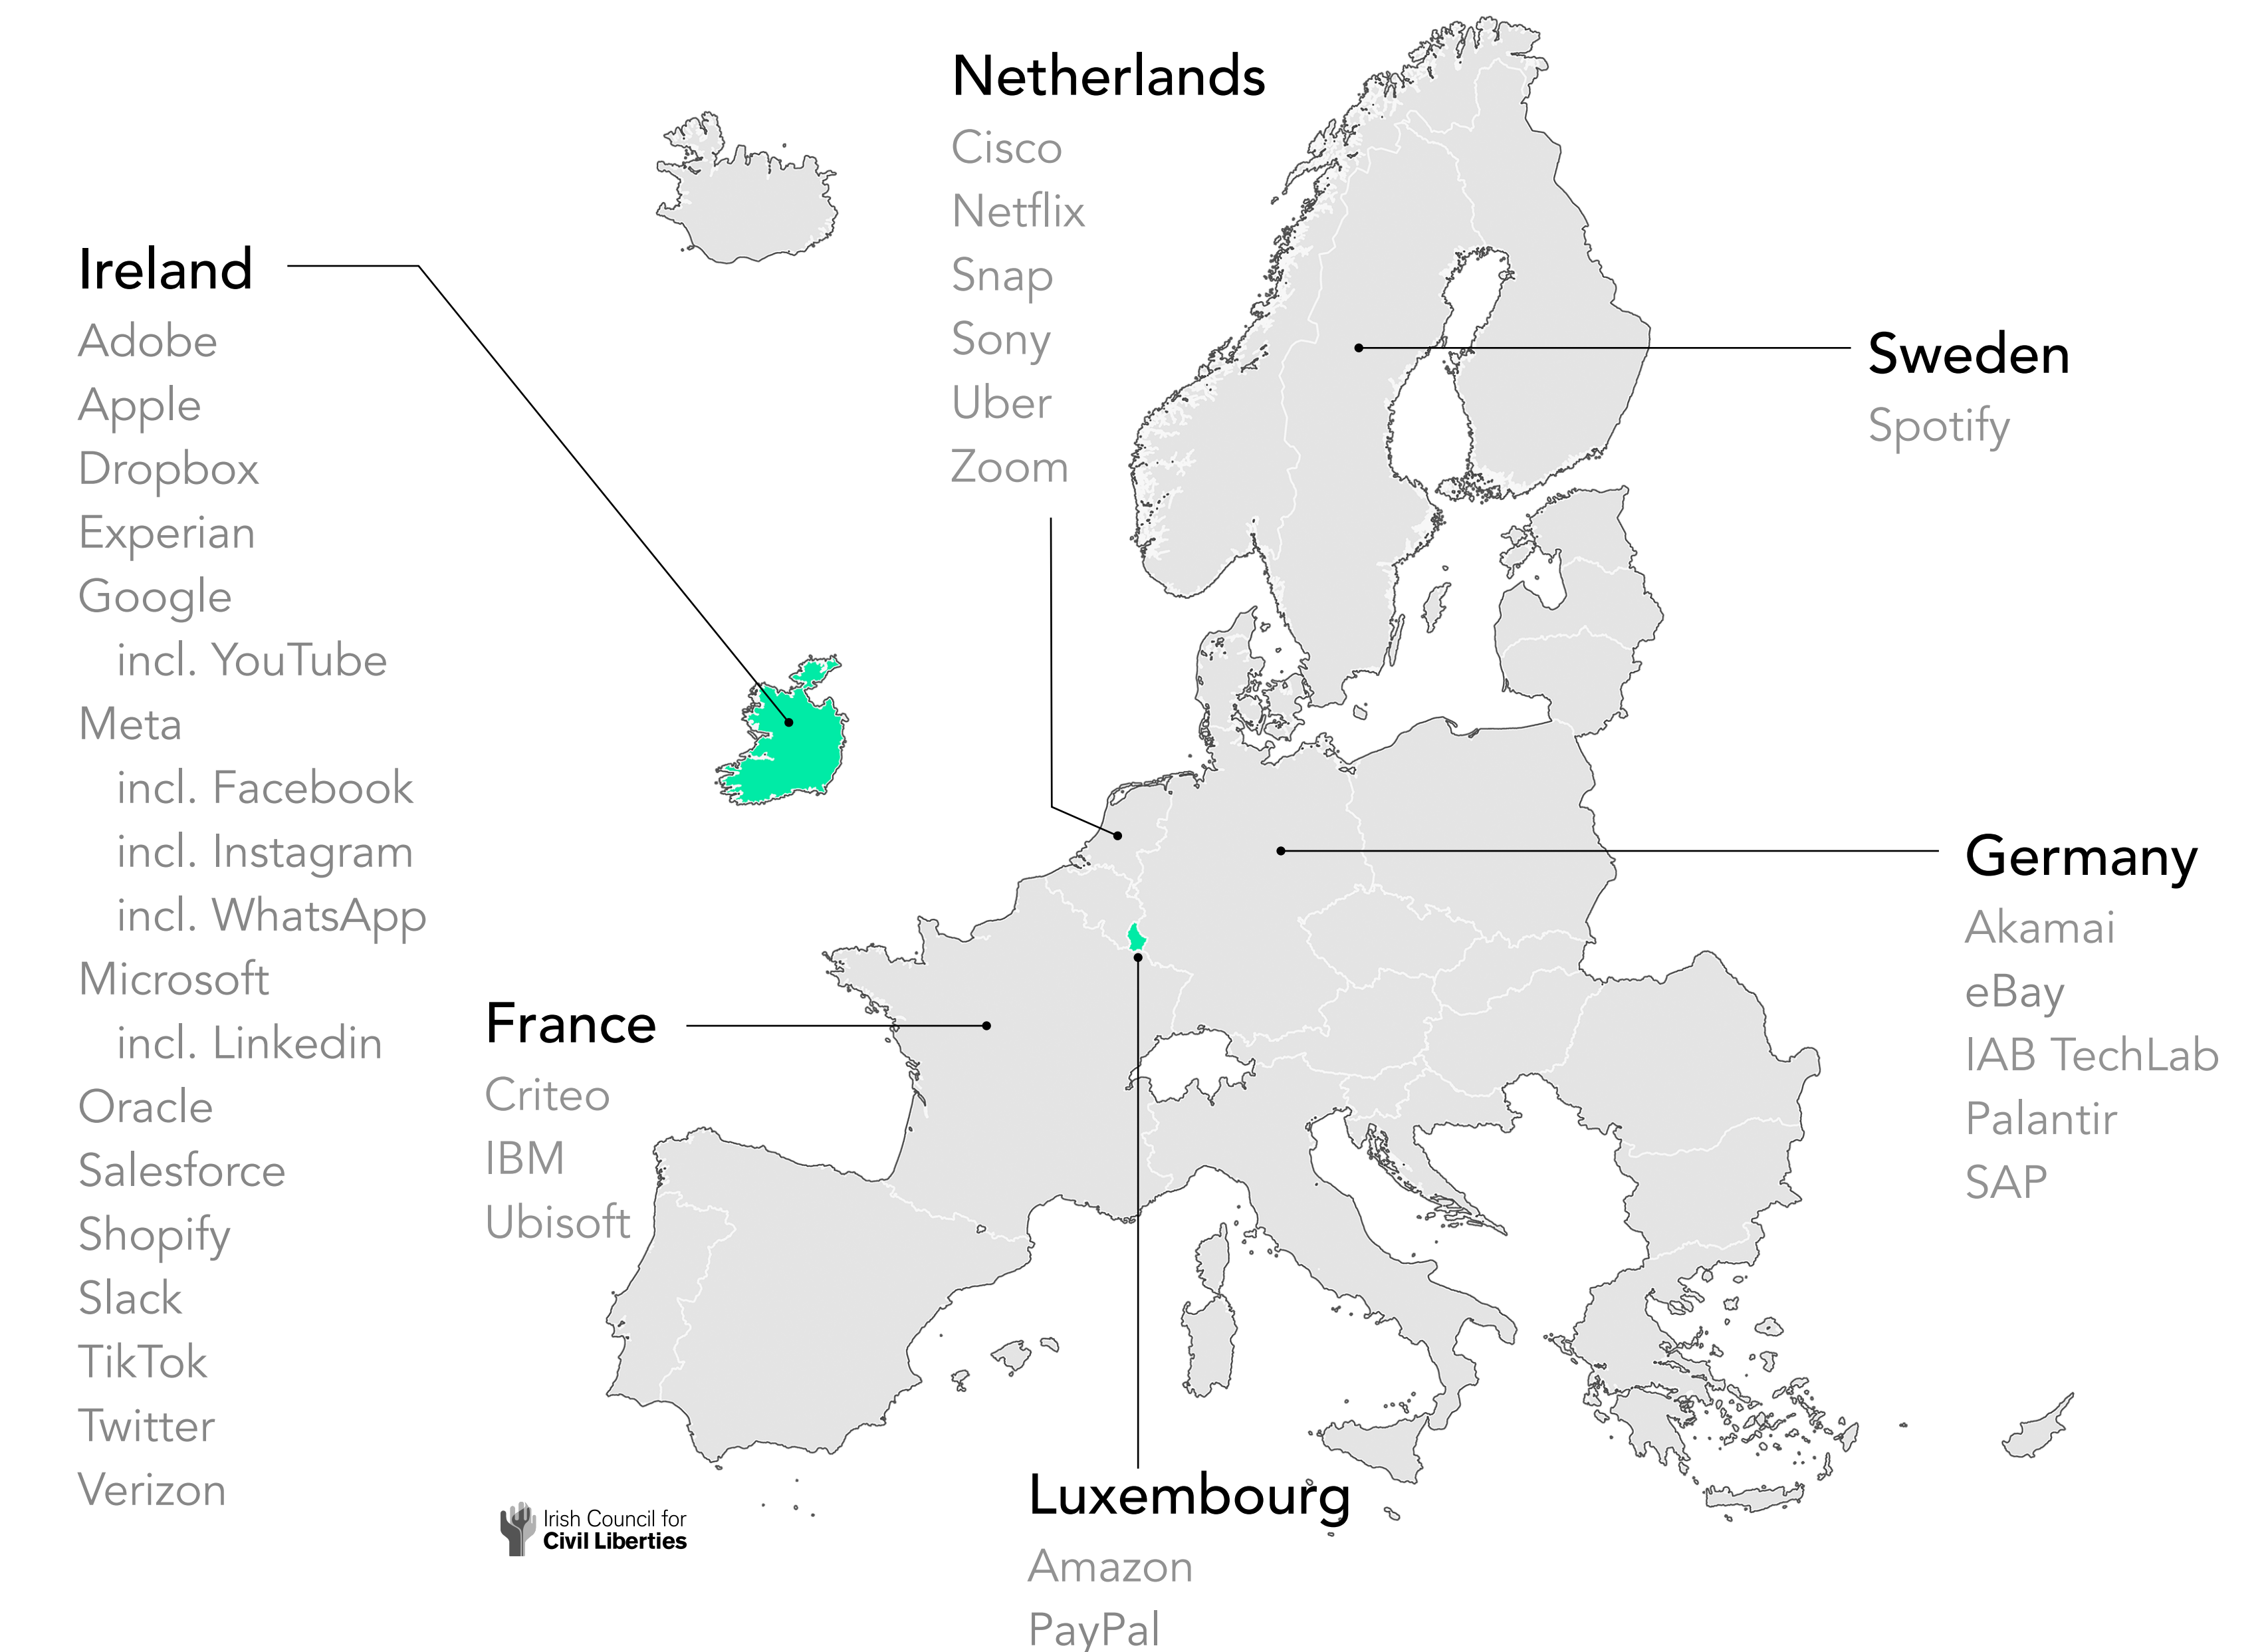 Netherlands
Cisco
Netflix
Snap
Sony
Uber
Zoom
Ireland
Adobe
Apple
Dropbox
Experian
Google
incl. YouTube
Meta
incl. Facebook
incl. Instagram
incl. WhatsApp
Microsoft
incl. Linkedin
Oracle
Salesforce
Shopify
Slack
TikTok
Twitter
Verizon
Sweden
Spotify
Germany
Akamai
eBay
IAB TechLab
Palantir
SAP
France
Criteo
IBM
Ubisoft
Luxembourg
Amazon
PayPal
Irish Council for
Civil Liberties